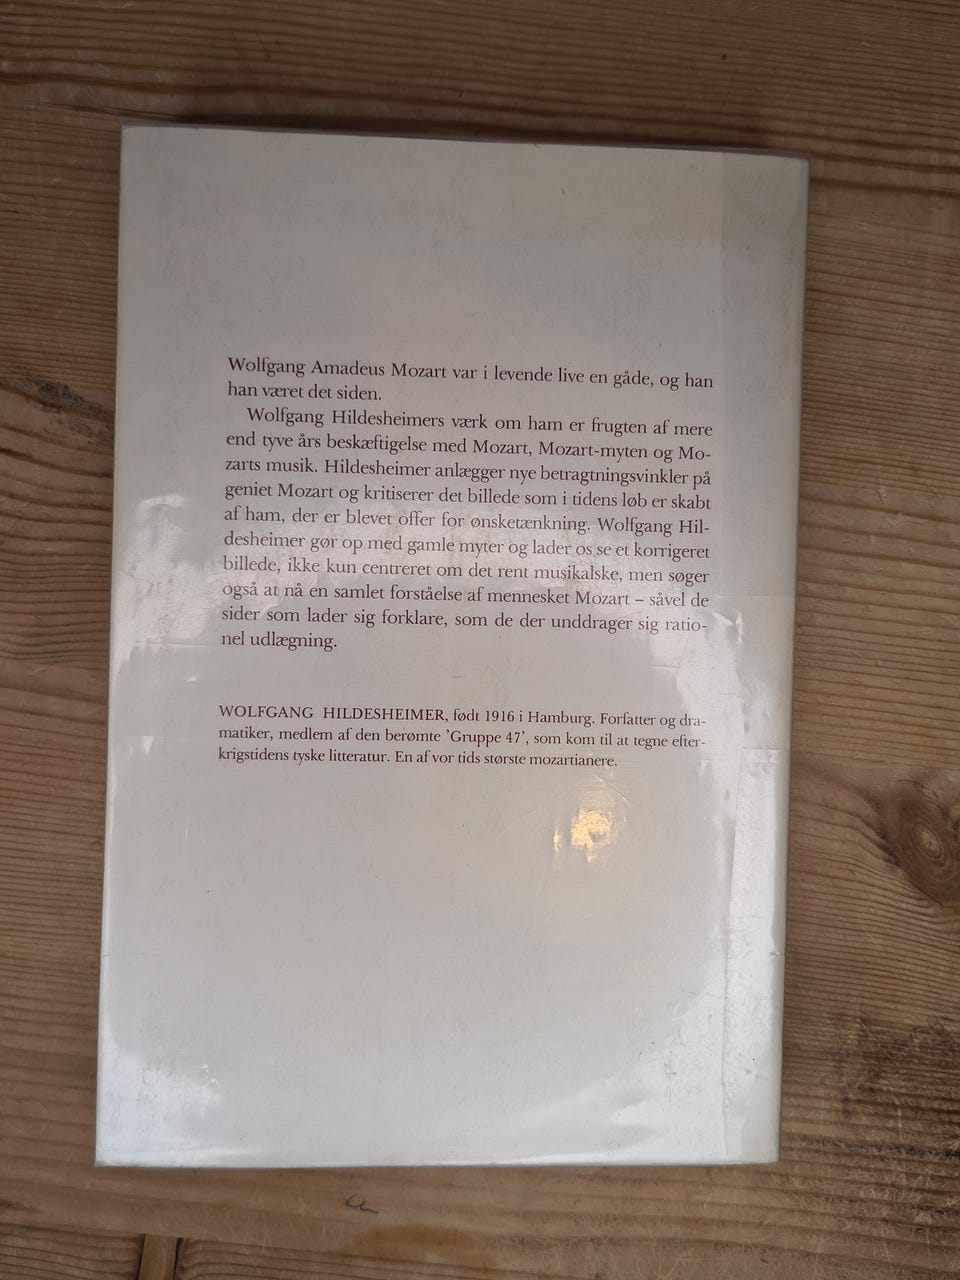 Wolfgang Amadeus Mozart var i levende live en gåde, og han
han været det siden.
Wolfgang Hildesheimers værk om ham er frugten af mere
end tyve års beskæftigelse med Mozart, Mozart-myten og Mo-
zarts musik. Hildesheimer anlægger nye betragtningsvinkler på
geniet Mozart og kritiserer det billede som i tidens løb er skabt
af ham, der er blevet offer for ønsketænkning. Wolfgang Hil-
desheimer gør op med gamle myter og lader os se et korrigeret
billede, ikke kun centreret om det rent musikalske, men søger
også at nå en samlet forståelse af mennesket Mozart – såvel de
sider som lader sig forklare, som de der unddrager sig ratio-
nel udlægning.
WOLFGANG HILDESHEIMER, født 1916 i Hamburg. Forfatter og dra-
matiker, medlem af den berømte 'Gruppe 47', som kom til at tegne efter-
krigstidens tyske litteratur. En af vor tids største mozartianere.